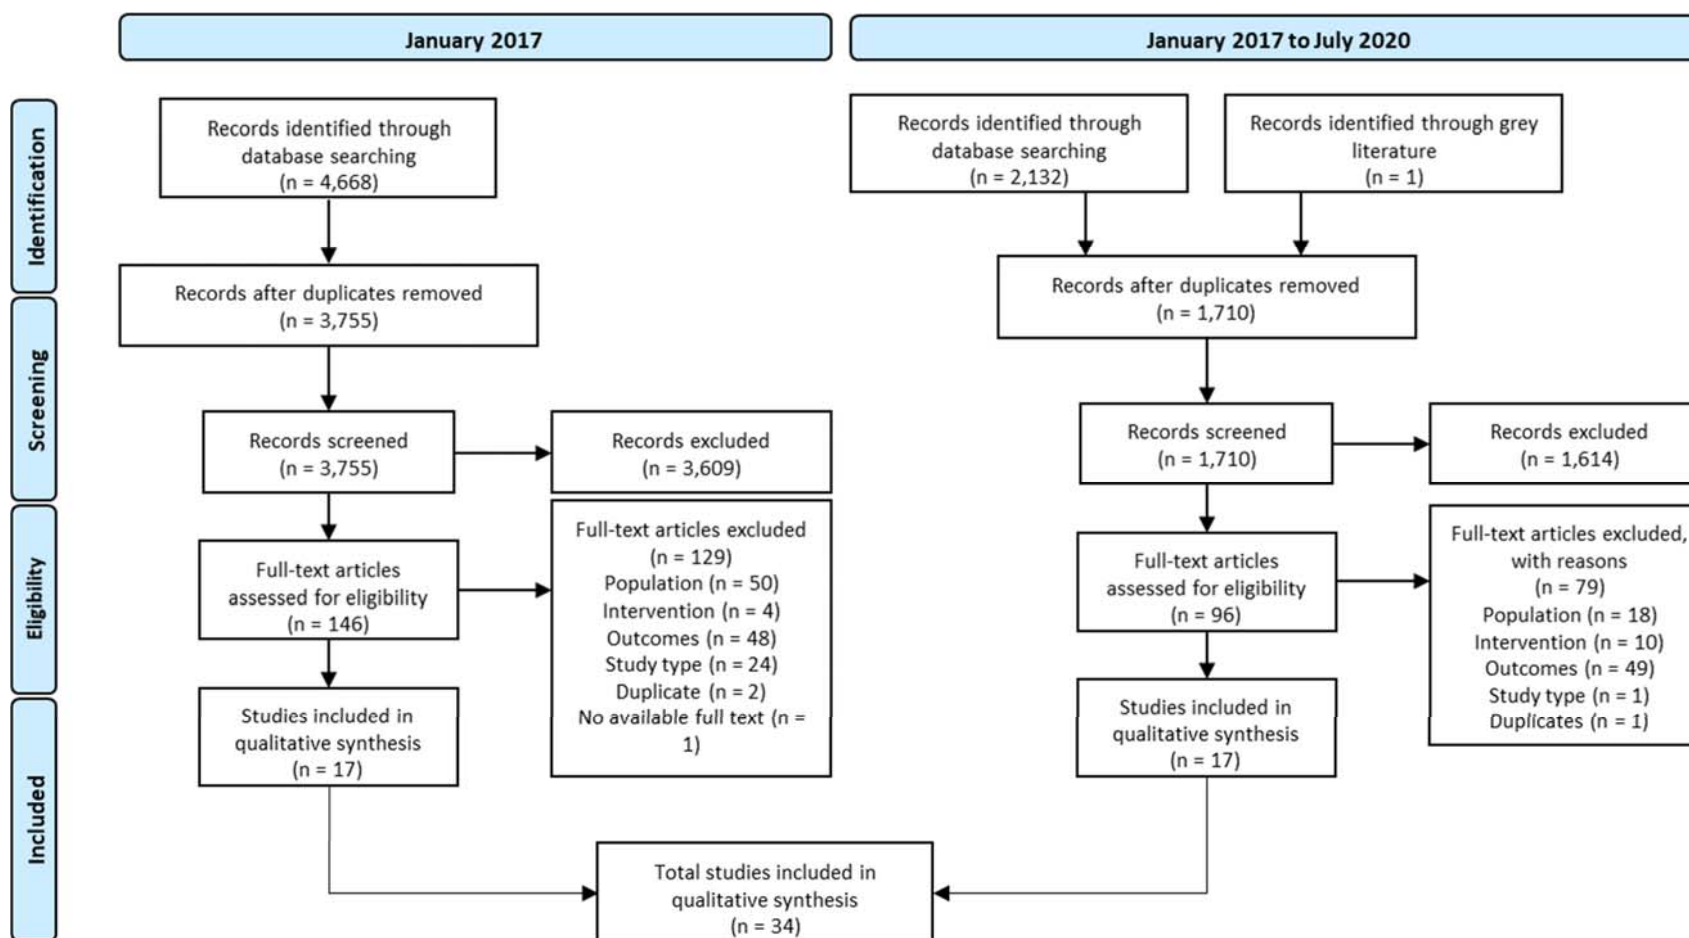 January 2017
January 2017 to July 2020
Identification
Records identified through
database searching
(n = 4,668)
Records identified through
database searching
(n = 2,132)
Records identified through grey
literature
(n = 1)
Records after duplicates removed
(n = 3,755)
Records after duplicates removed
(n = 1,710)
Screening
Records screened
(n = 3,755)
Records excluded
(n = 3,609)
Records screened
(n = 1,710)
Records excluded
(n = 1,614)
Eligibility
Full-text articles
assessed for eligibility
(n = 146)
Full-text articles excluded
(n = 129)
Population (n = 50)
Intervention (n = 4)
Outcomes (n = 48)
Study type (n = 24)
Duplicate (n = 2)
No available full text (n =
1)
Full-text articles
assessed for eligibility
(n = 96)
Full-text articles excluded,
with reasons
(n = 79)
Population (n = 18)
Intervention (n = 10)
Outcomes (n = 49)
Study type (n = 1)
Duplicates (n = 1)
Included
Studies included in
qualitative synthesis
(n = 17)
Studies included in
qualitative synthesis
(n = 17)
Total studies included in
qualitative synthesis
(n = 34)